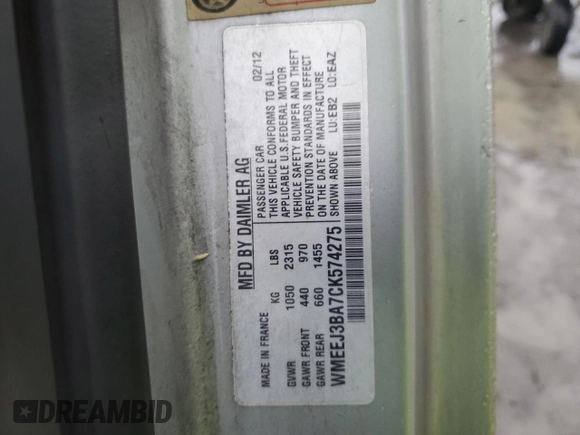 MFD BY DAIMLER AG
MADE IN FRANCE
KG LBS
GVWR 1050 2315
GAWR FRONT 440 970
GAWR REAR 660 1455
PASSENGER CAR 02/12
THIS VEHICLE CONFORMS TO ALL
APPLICABLE U.S.FEDERAL MOTOR
VEHICLE SAFETY BUMPER AND THEFT
PREVENTION STANDARDS IN EFFECT
ON THE DATE OF MANUFACTURE
SHOWN ABOVE LU:EB2 LO:EAZ
WMEEJ3BA7CK574275
DREAMBID